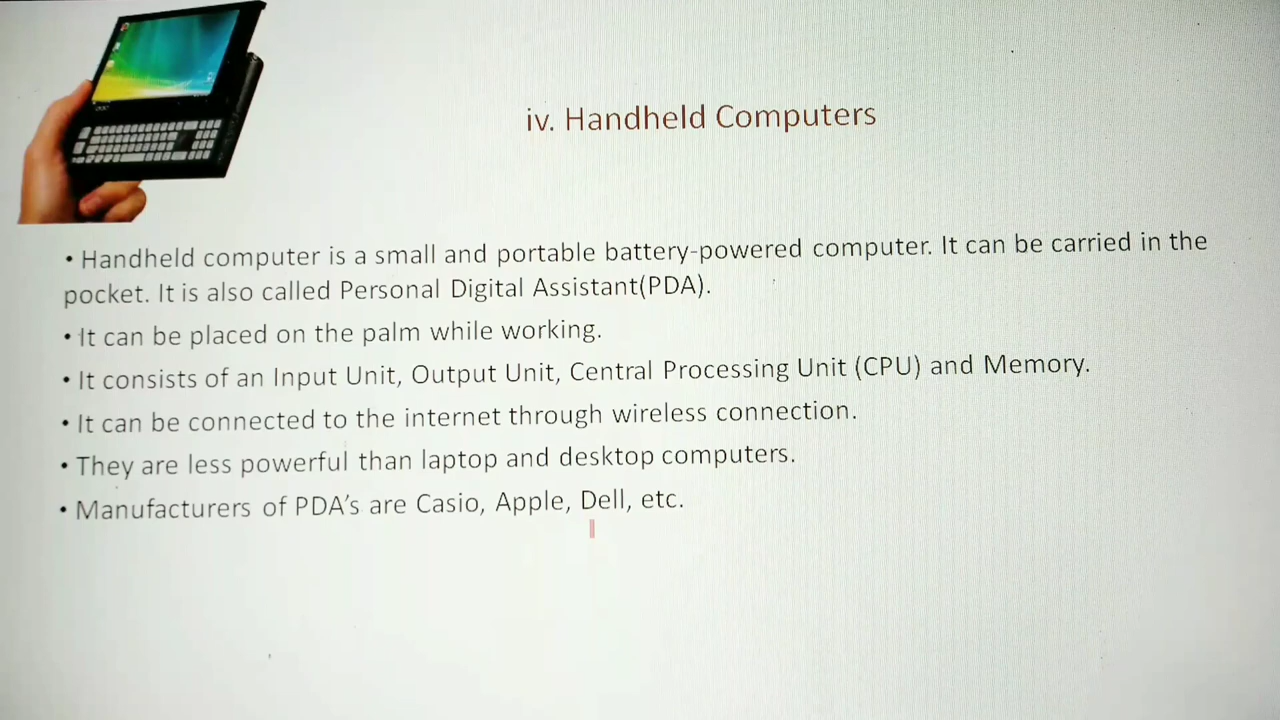 iv. Handheld Computers
• Handheld computer is a small and portable battery-powered computer. It can be carried in the
pocket. It is also called Personal Digital Assistant(PDA).
• It can be placed on the palm while working.
• It consists of an Input Unit, Output Unit, Central Processing Unit (CPU) and Memory.
• It can be connected to the internet through wireless connection.
• They are less powerful than laptop and desktop computers.
• Manufacturers of PDA's are Casio, Apple, Dell, etc.